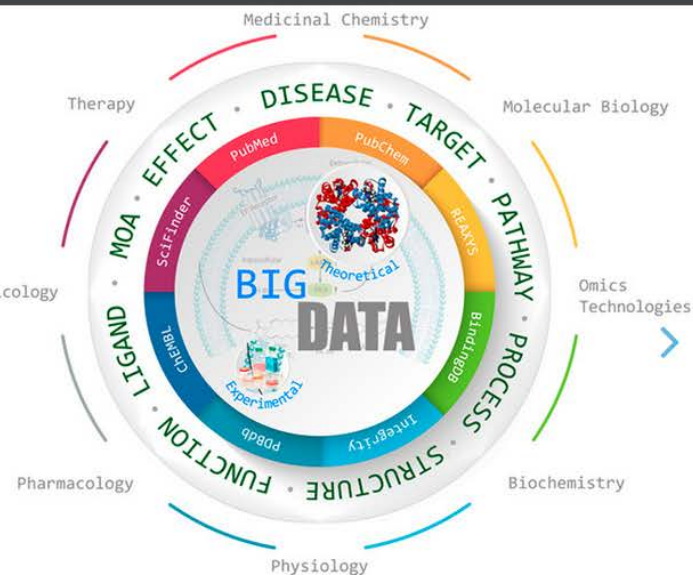 Medicinal Chemistry
Therapy
Molecular Biology
Omics
Technologies
Biochemistry
Physiology
Pharmacology
DISEASE • TARGET • PATHWAY • PROCESS • STRUCTURE • FUNCTION • LIGAND • MOA • EFFECT •
PubMed
PubChem
REAXYS
BindingDB
Integrity
PDBdb
ChEMBL
SciFinder
Theoretical
BIG
DATA
Experimental